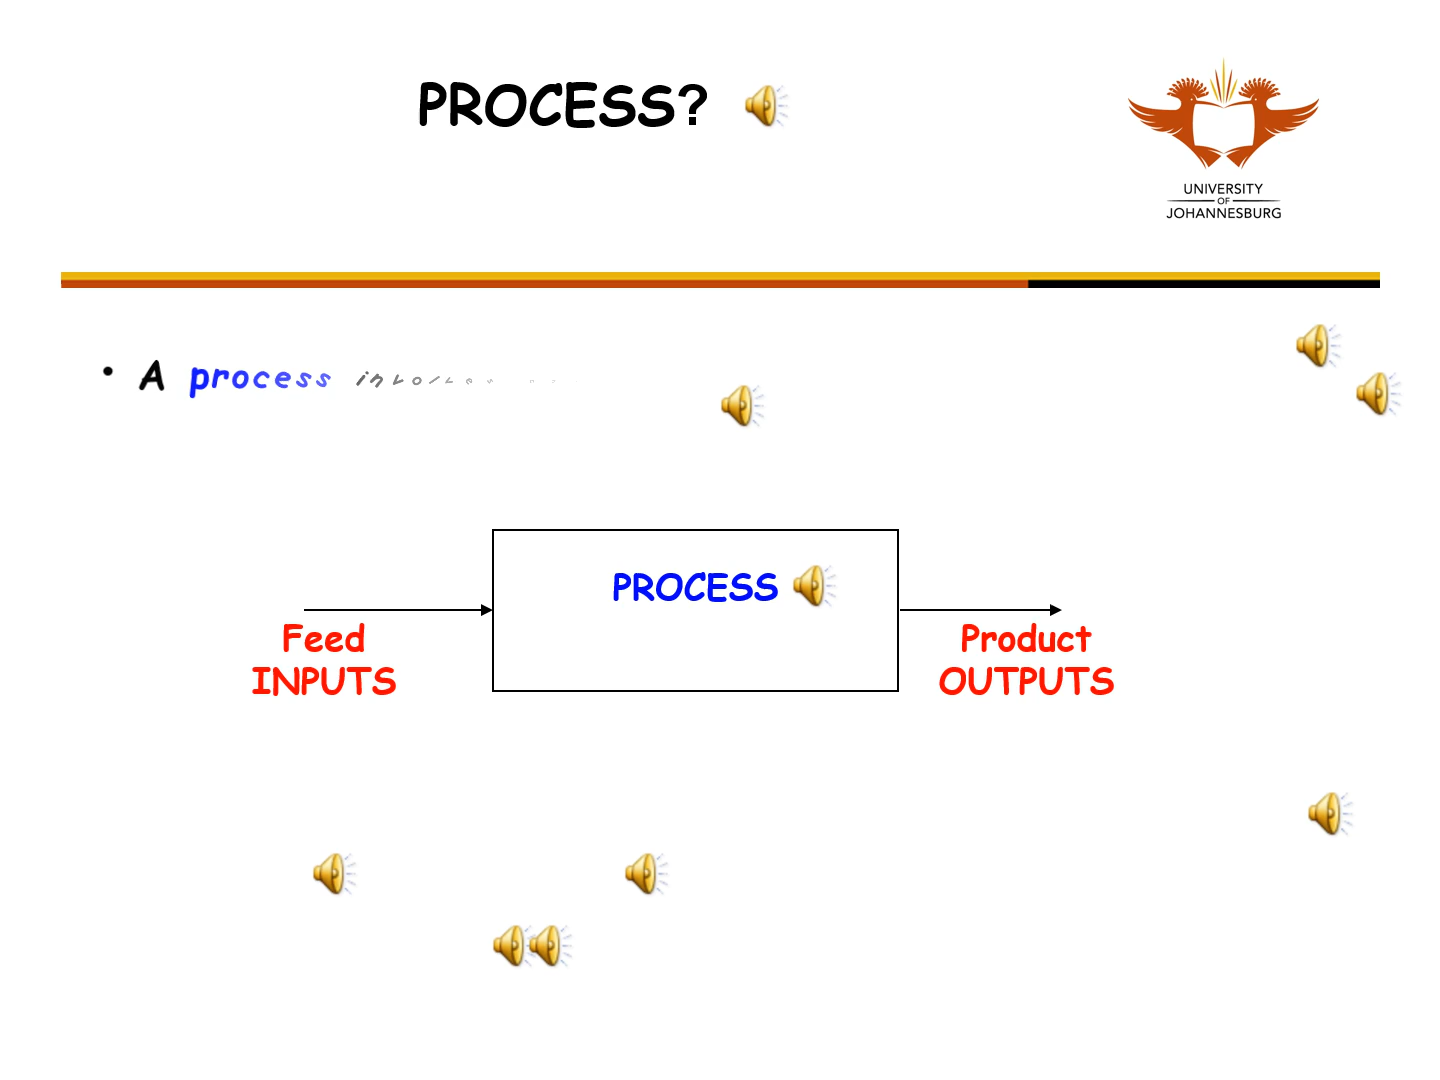 PROCESS?
UNIVERSITY
OF
JOHANNESBURG
• A process involves
PROCESS
Feed
INPUTS
Product
OUTPUTS